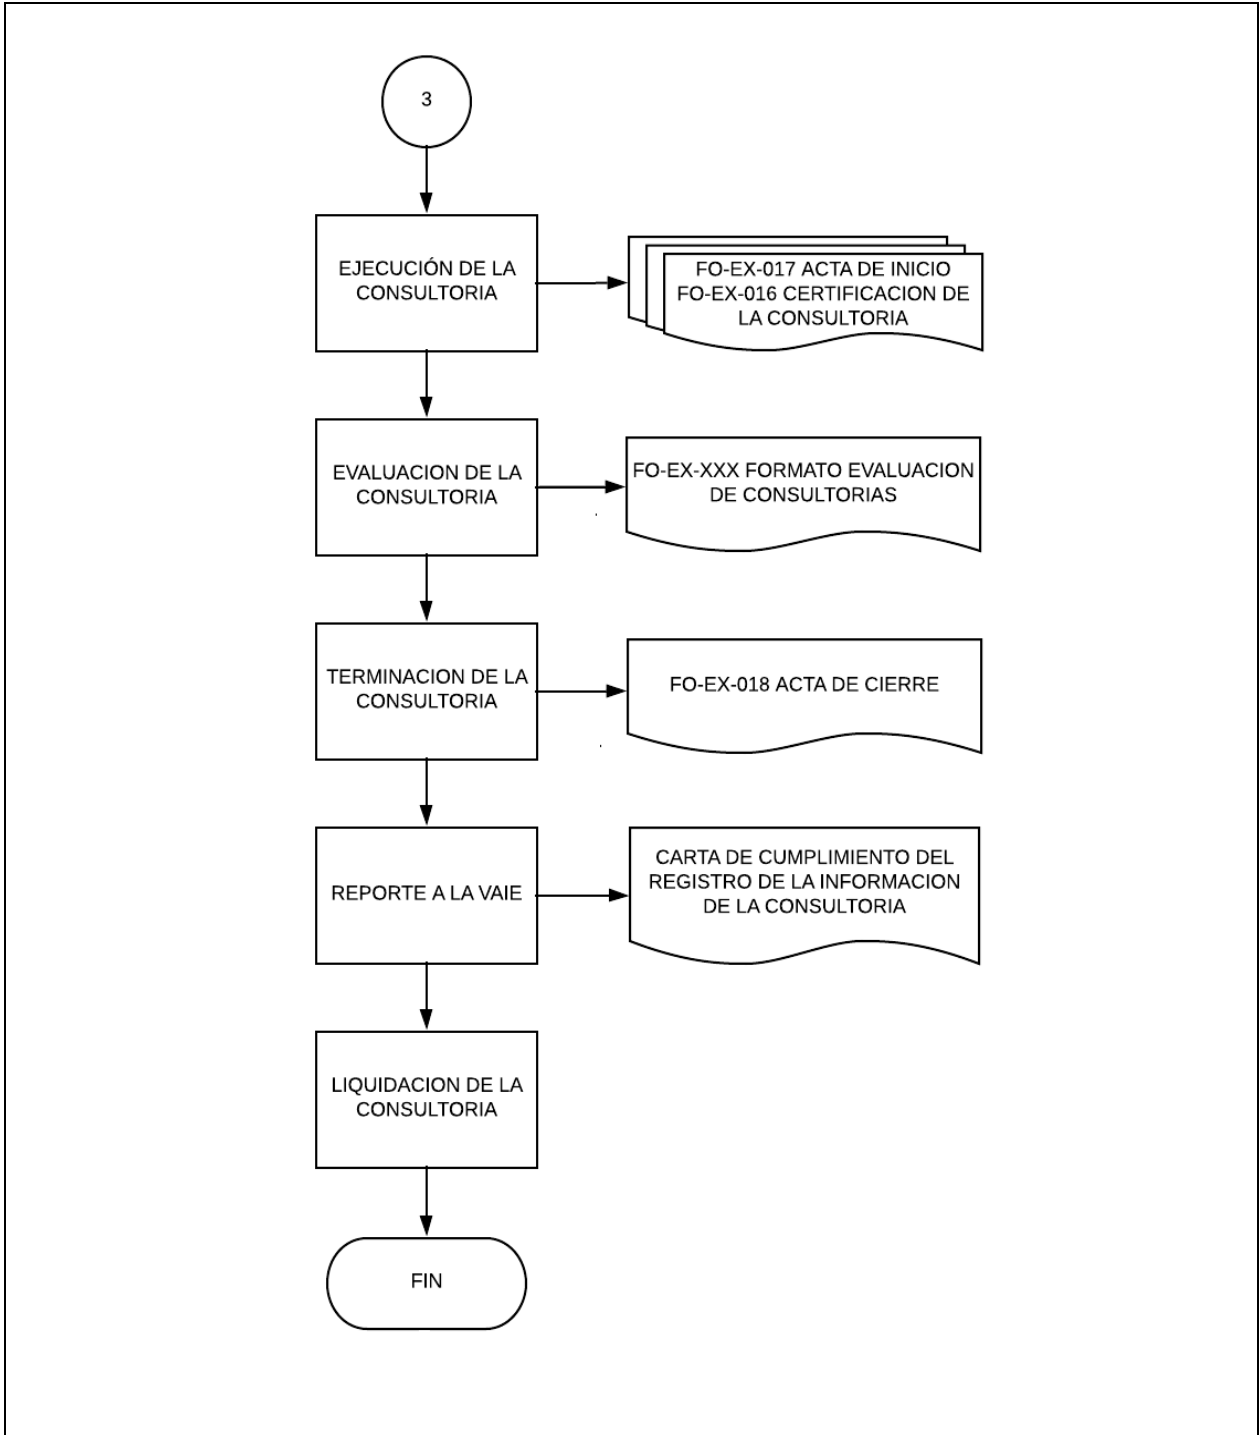 3
EJECUCIÓN DE LA
CONSULTORIA
FO-EX-017 ACTA DE INICIO
FO-EX-016 CERTIFICACION DE
LA CONSULTORIA
EVALUACION DE LA
CONSULTORIA
FO-EX-XXX FORMATO EVALUACION
DE CONSULTORIAS
TERMINACION DE LA
CONSULTORIA
FO-EX-018 ACTA DE CIERRE
REPORTE A LA VAIE
CARTA DE CUMPLIMIENTO DEL
REGISTRO DE LA INFORMACION
DE LA CONSULTORIA
LIQUIDACION DE LA
CONSULTORIA
FIN